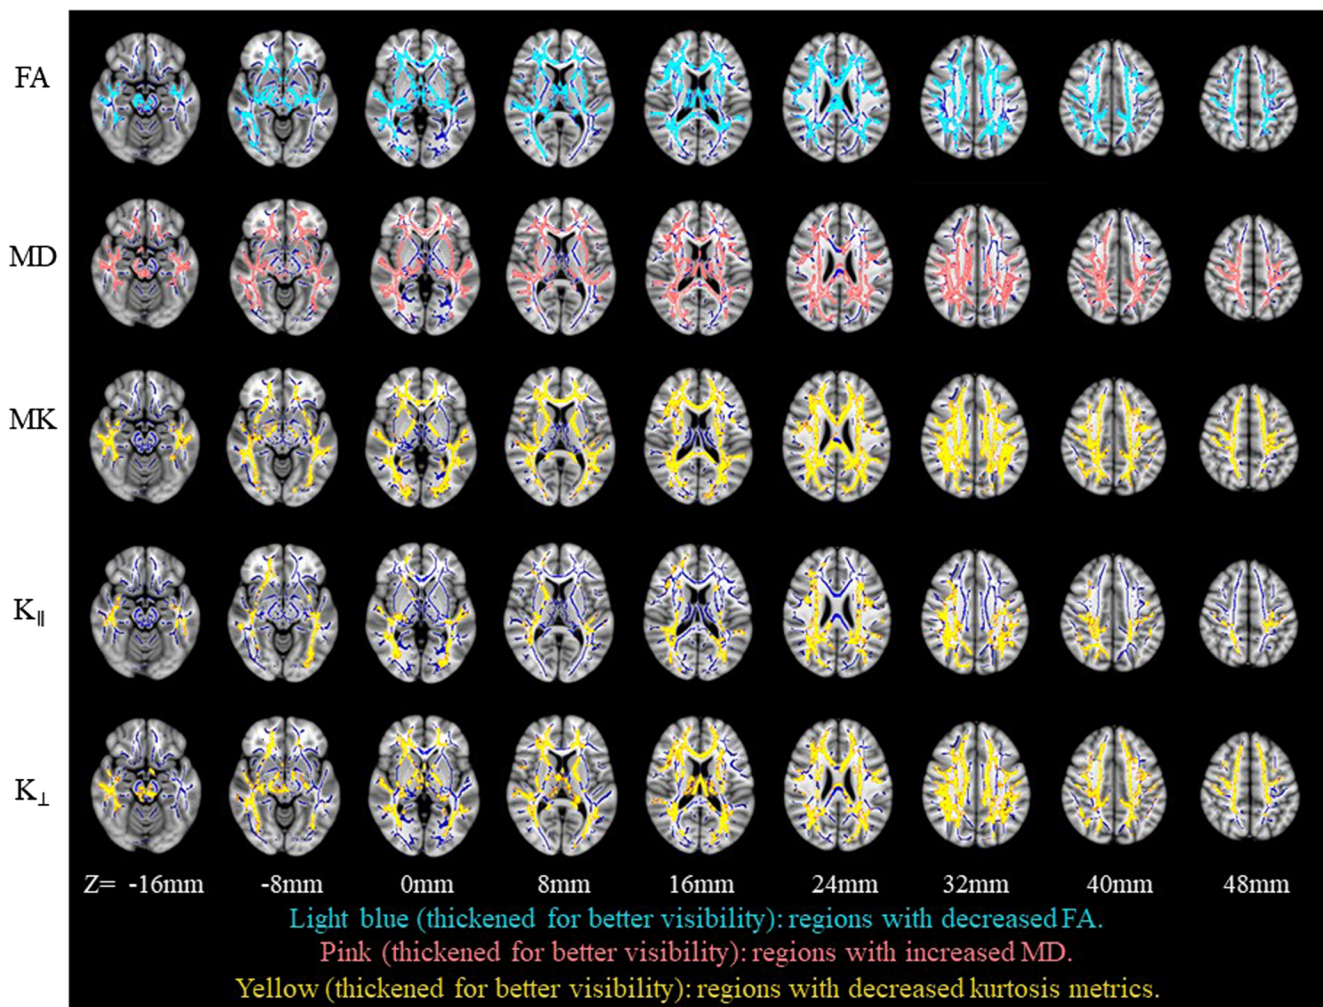 FA
MD
MK
K∥
K⊥
Z= -16mm -8mm 0mm 8mm 16mm 24mm 32mm 40mm 48mm
Light blue (thickened for better visibility): regions with decreased FA.
Pink (thickened for better visibility): regions with increased MD.
Yellow (thickened for better visibility): regions with decreased kurtosis metrics.